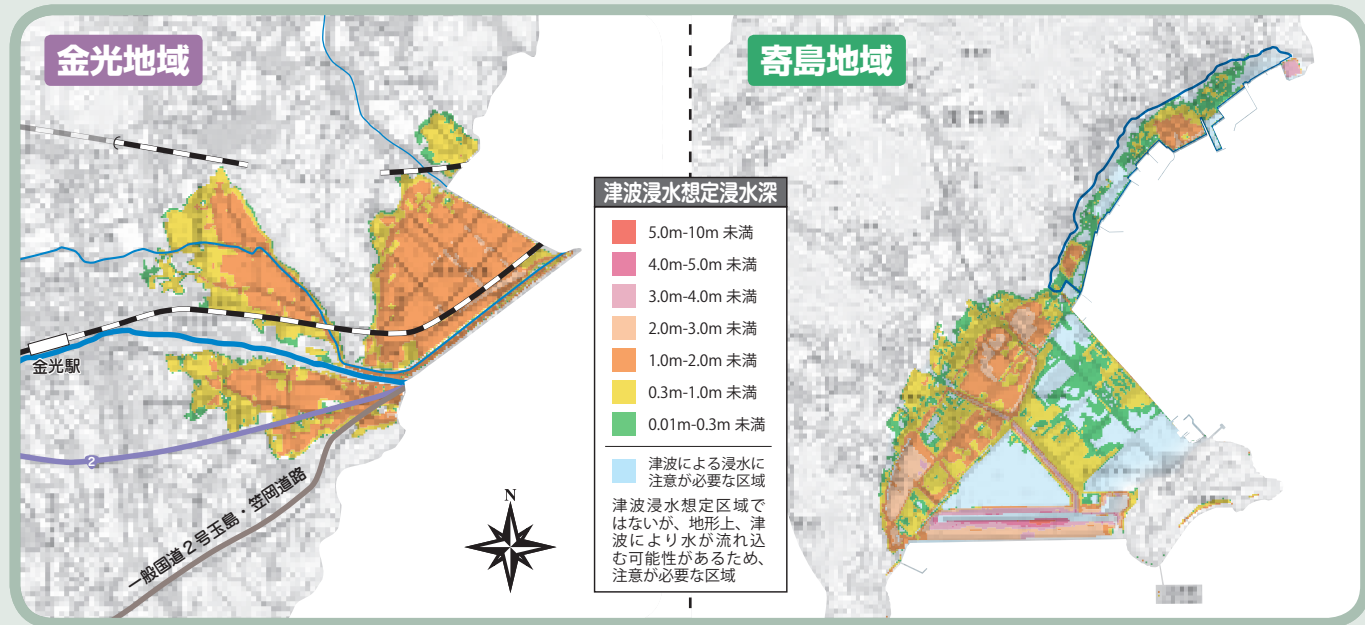 金光地域
寄島地域
津波浸水想定浸水深
5.0m-10m 未満
4.0m-5.0m 未満
3.0m-4.0m 未満
2.0m-3.0m 未満
1.0m-2.0m 未満
0.3m-1.0m 未満
0.01m-0.3m 未満
津波による浸水に
注意が必要な区域
津波浸水想定区域で
はないが、地形上、津
波により水が流れ込
む可能性があるため、
注意が必要な区域
金光駅
2
一般国道2号玉島・笠岡道路
N